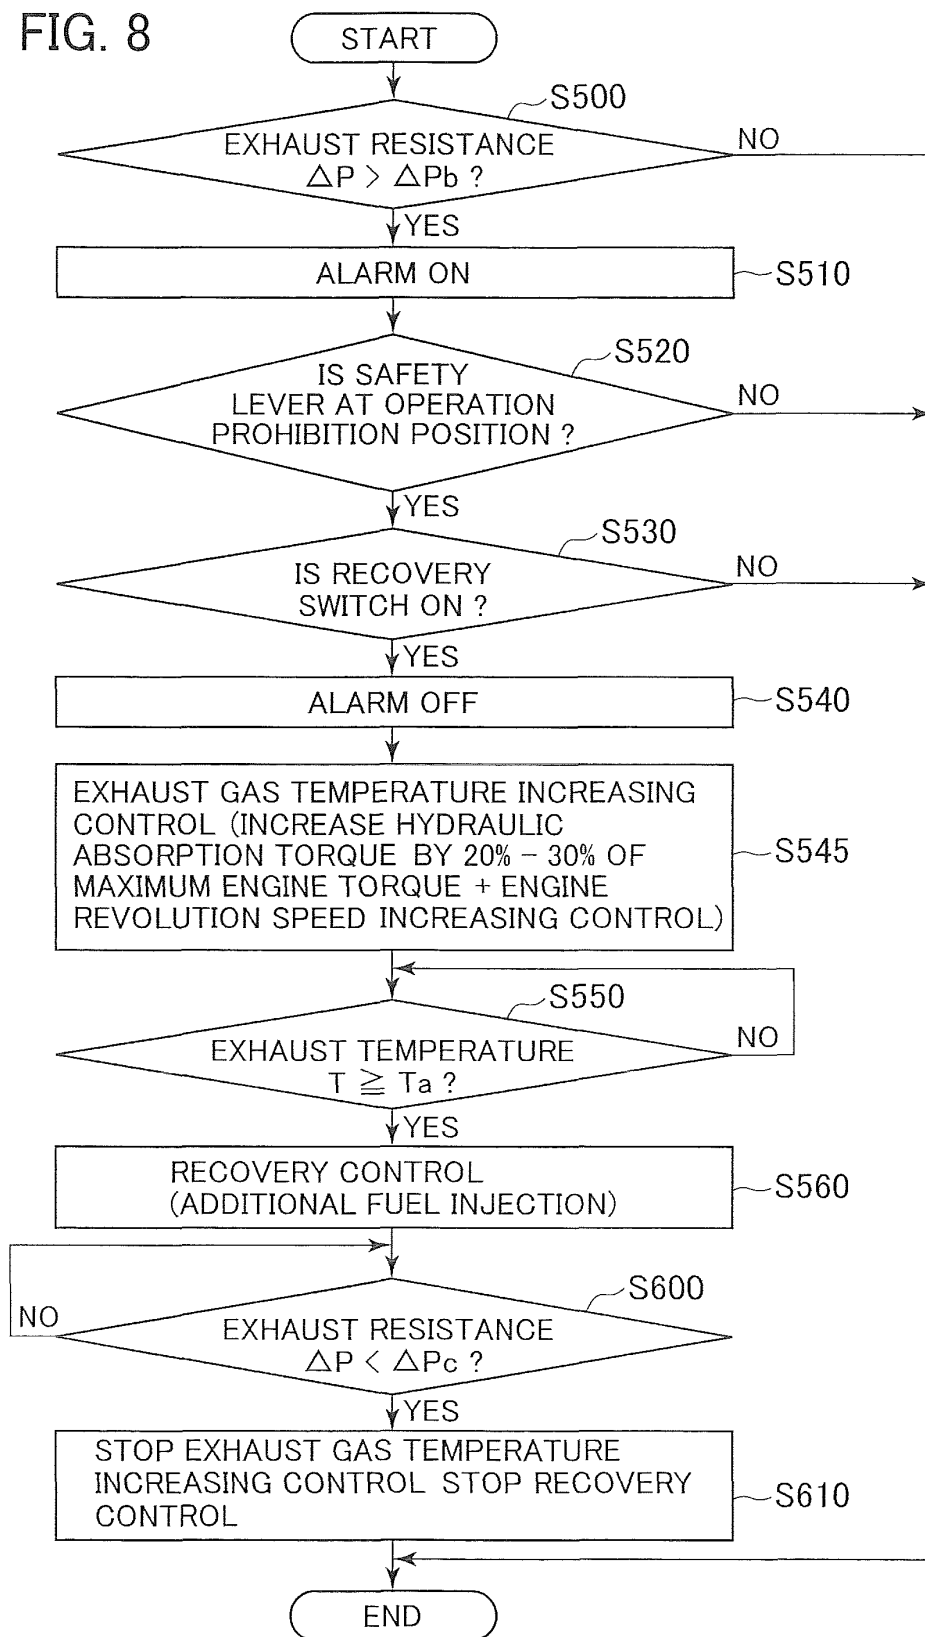 FIG. 8
START
S500
EXHAUST RESISTANCE
△P > △Pb ?
NO
YES
ALARM ON
S510
S520
IS SAFETY
LEVER AT OPERATION
PROHIBITION POSITION ?
NO
YES
S530
IS RECOVERY
SWITCH ON ?
NO
YES
ALARM OFF
S540
EXHAUST GAS TEMPERATURE INCREASING
CONTROL (INCREASE HYDRAULIC
ABSORPTION TORQUE BY 20% – 30% OF
MAXIMUM ENGINE TORQUE + ENGINE
REVOLUTION SPEED INCREASING CONTROL)
S545
S550
EXHAUST TEMPERATURE
T ≧ Ta ?
NO
YES
RECOVERY CONTROL
(ADDITIONAL FUEL INJECTION)
S560
S600
NO
EXHAUST RESISTANCE
△P < △Pc ?
YES
STOP EXHAUST GAS TEMPERATURE
INCREASING CONTROL STOP RECOVERY
CONTROL
S610
END